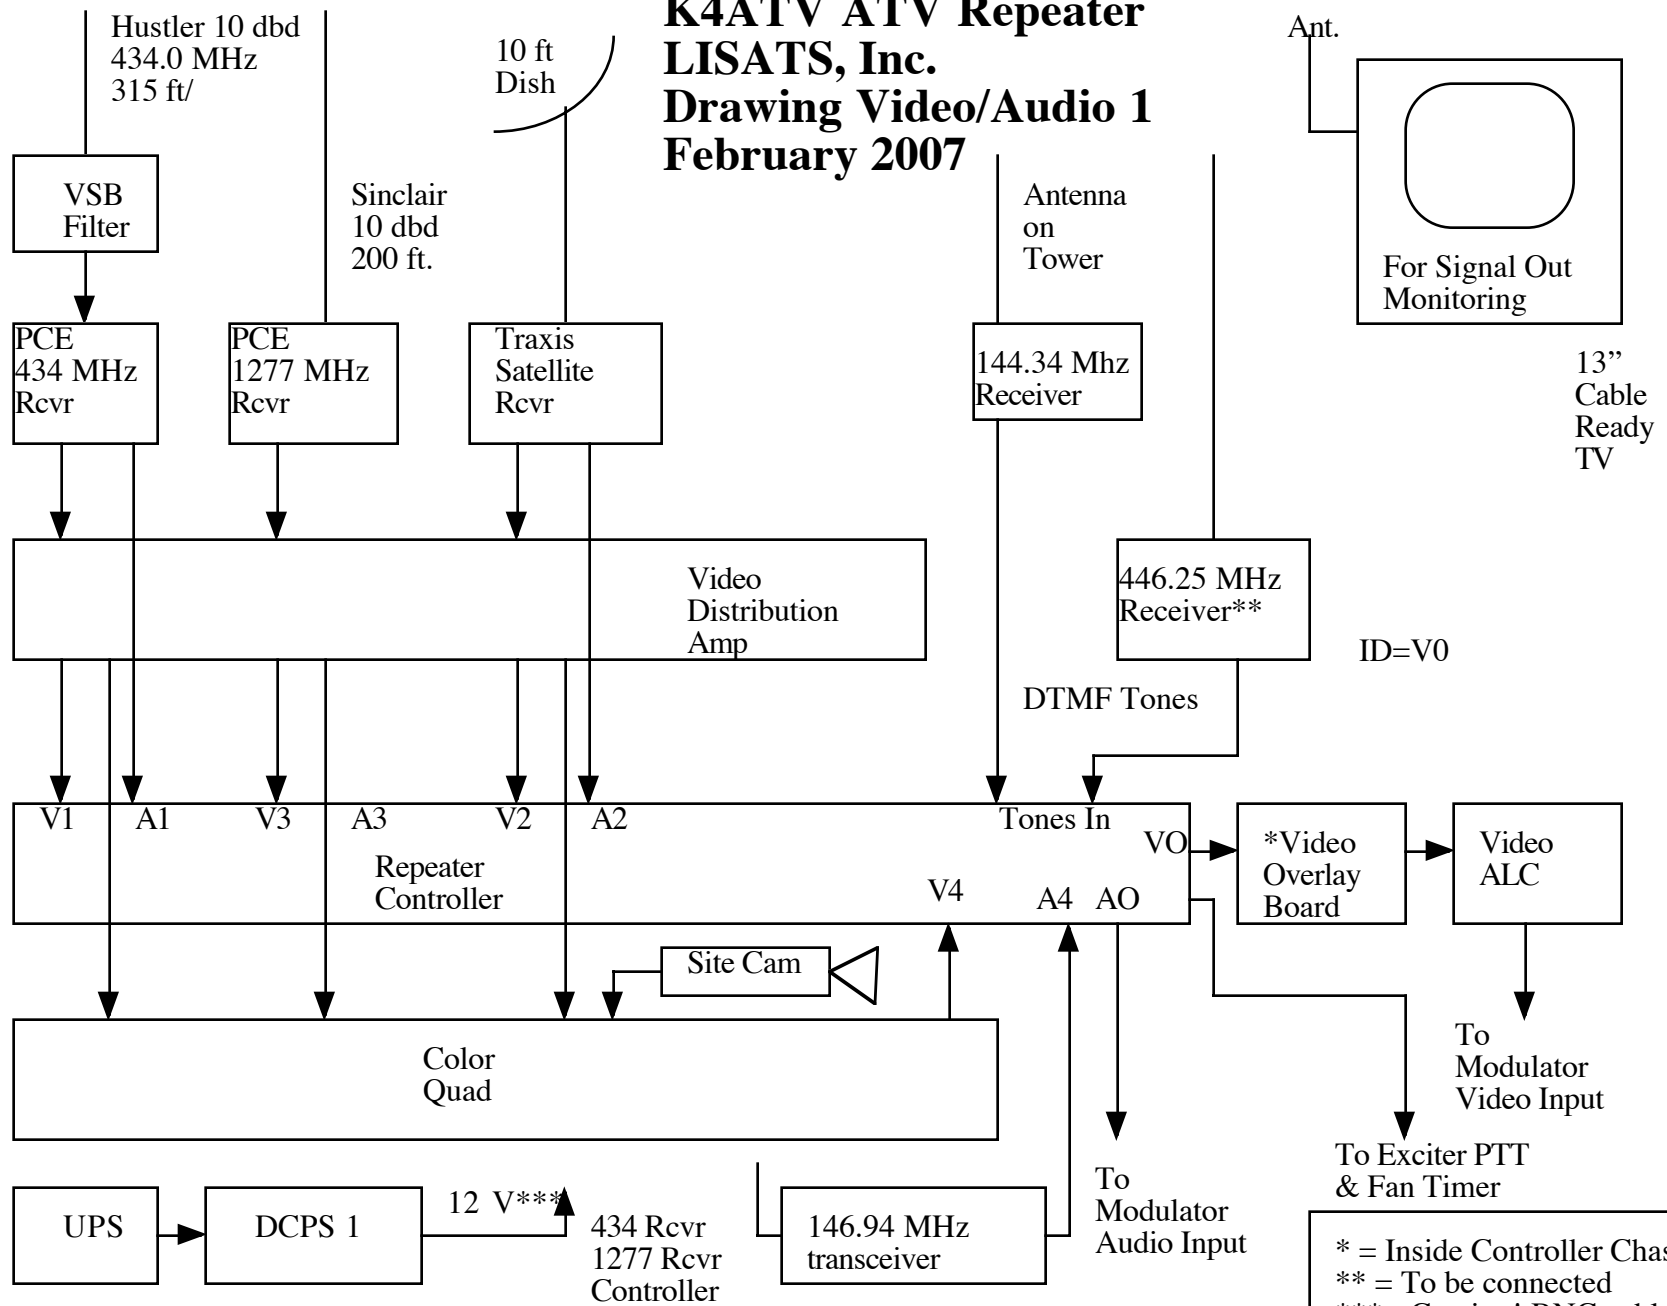 K4ATV ATV Repeater
LISATS, Inc.
Drawing Video/Audio 1
February 2007
Hustler 10 dbd
434.0 MHz
315 ft/
10 ft
Dish
Ant.
VSB
Filter
Sinclair
10 dbd
200 ft.
Antenna
on
Tower
For Signal Out
Monitoring
13”
Cable
Ready
TV
PCE
434 MHz
Rcvr
PCE
1277 MHz
Rcvr
Traxis
Satellite
Rcvr
144.34 Mhz
Receiver
Video
Distribution
Amp
446.25 MHz
Receiver**
ID=V0
DTMF Tones
V1
A1
V3
A3
V2
A2
Tones In
VO
Repeater
Controller
V4
A4
AO
*Video
Overlay
Board
Video
ALC
Site Cam
Color
Quad
To
Modulator
Video Input
To Exciter PTT
& Fan Timer
To
Modulator
Audio Input
UPS
DCPS 1
12 V***
434 Rcvr
1277 Rcvr
Controller
146.94 MHz
transceiver
* = Inside Controller
** = To be connected